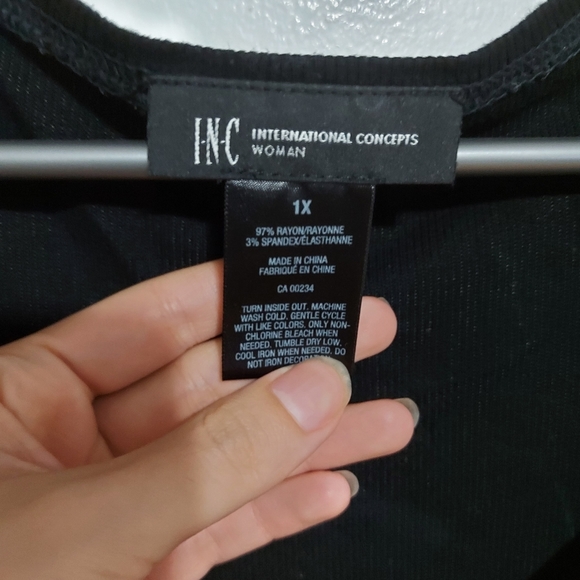 I·N·C INTERNATIONAL CONCEPTS
WOMAN
1X
97% RAYON/RAYONNE
3% SPANDEX/ÉLASTHANNE
MADE IN CHINA
FABRIQUÉ EN CHINE
CA 00234
TURN INSIDE OUT. MACHINE
WASH COLD. GENTLE CYCLE
WITH LIKE COLORS. ONLY NON-
CHLORINE BLEACH WHEN
NEEDED. TUMBLE DRY LOW,
COOL IRON WHEN NEEDED. DO
NOT IRON